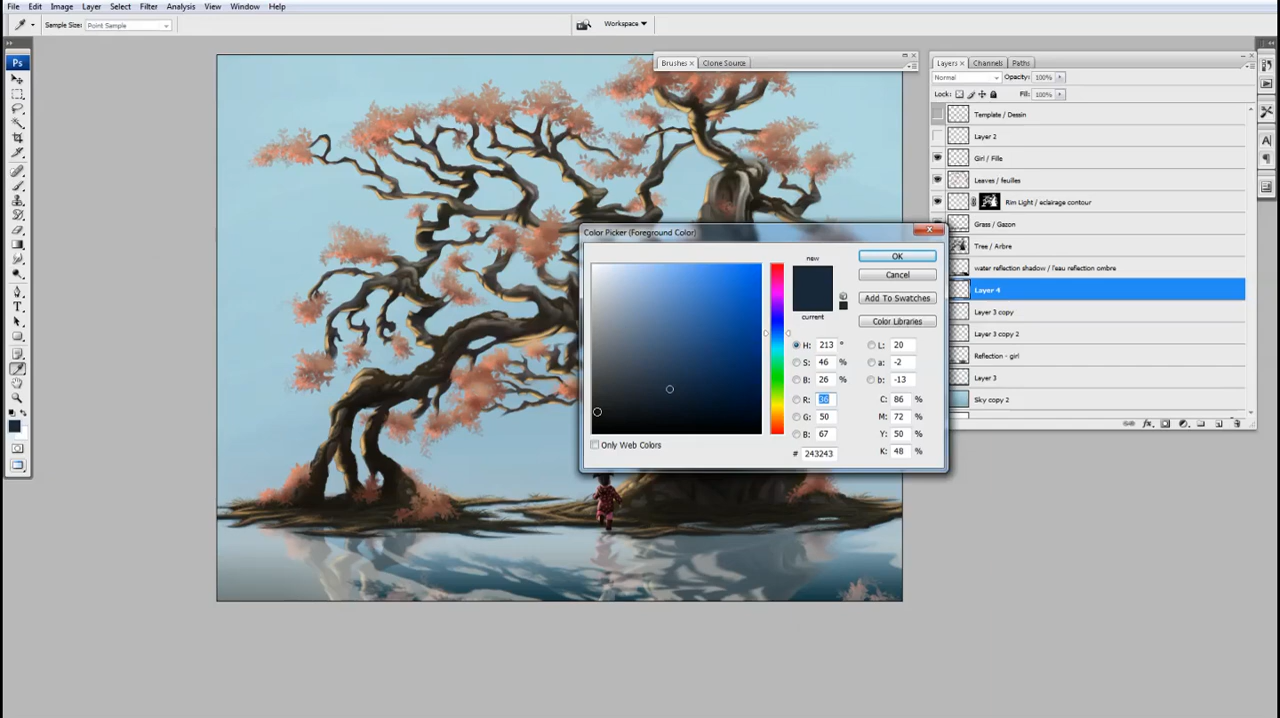 File Edit Image Layer Select Filter Analysis View Window Help
Sample Size: Point Sample Workspace
Ps
Brushes × Clone Source
Layers × Channels Paths
Normal Opacity: 100%
Lock: Fill: 100%
Template / Dessin
Layer 2
Girl / Fille
Leaves / feuilles
Rim Light / eclairage contour
Grass / Gazon
Tree / Arbre
water reflection shadow / l'eau reflection ombre
Layer 4
Layer 3 copy
Layer 3 copy 2
Reflection - girl
Layer 3
Sky copy 2
Color Picker (Foreground Color)
new
current
OK
Cancel
Add To Swatches
Color Libraries
H: 213 ° L: 20
S: 46 % a: -2
B: 26 % b: -13
R: 36 C: 86 %
G: 50 M: 72 %
B: 67 Y: 50 %
# 243243 K: 48 %
Only Web Colors
T
A
fx